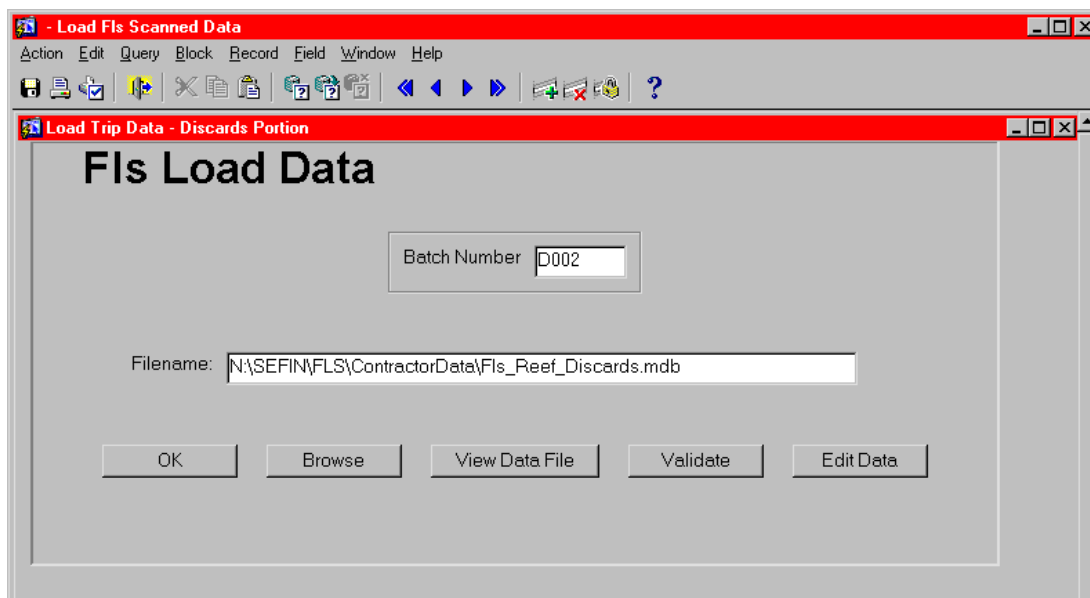 - Load Fls Scanned Data
Action Edit Query Block Record Field Window Help
Load Trip Data - Discards Portion
Fls Load Data
Batch Number D002
Filename: N:\SEFIN\FLS\ContractorData\Fls_Reef_Discards.mdb
OK Browse View Data File Validate Edit Data